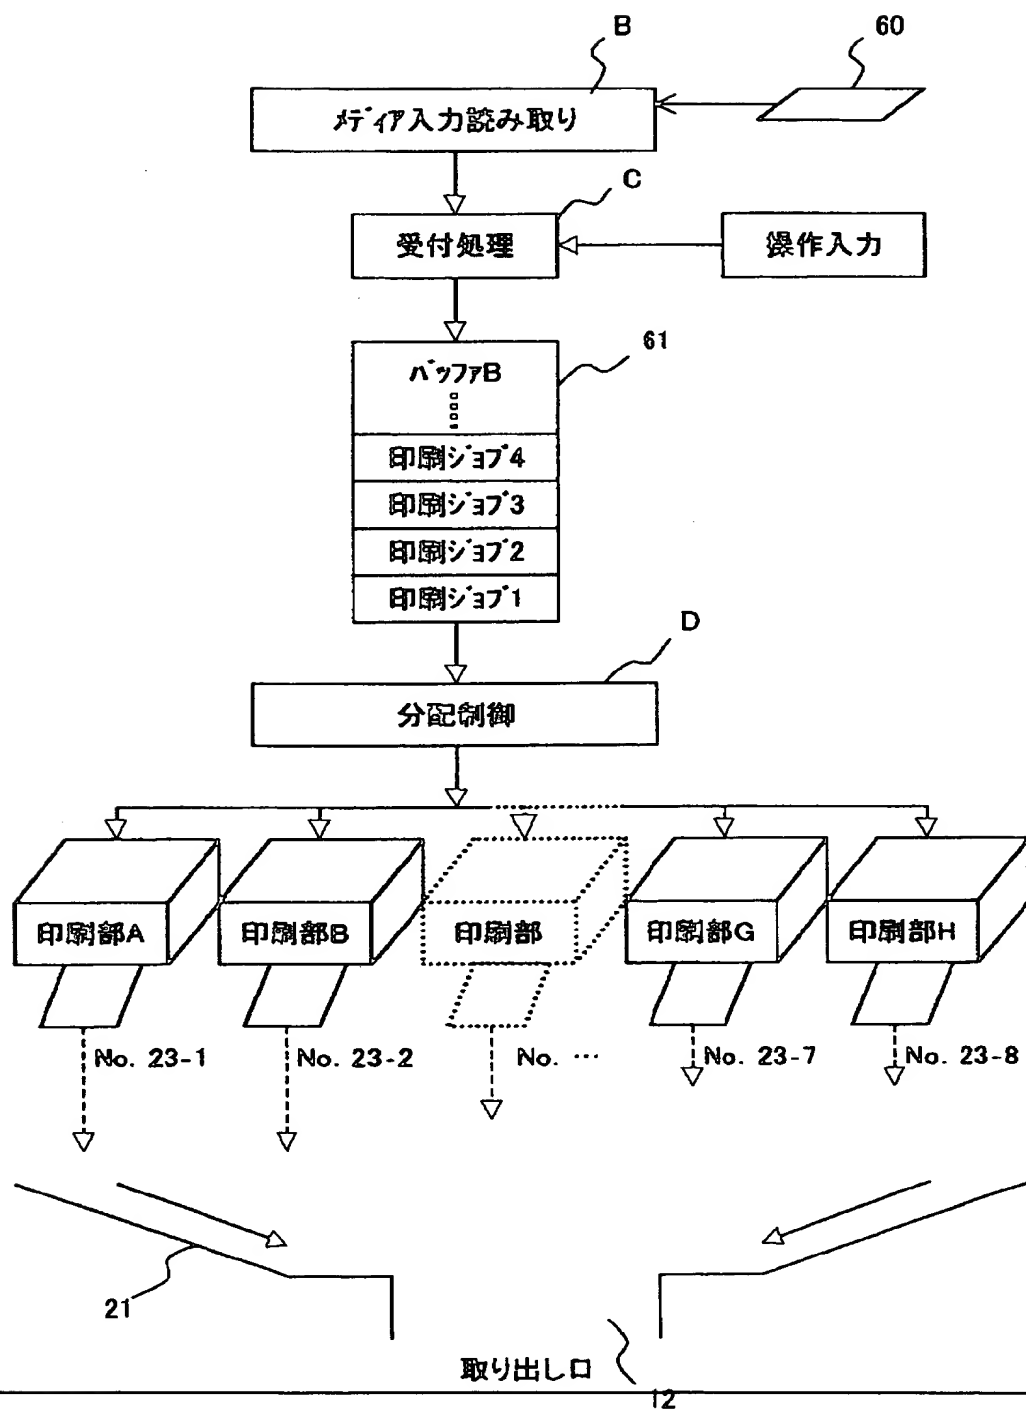 B
60
メディア入力読み取り
C
受付処理
操作入力
61
バッファB
印刷ジョブ4
印刷ジョブ3
印刷ジョブ2
印刷ジョブ1
D
分配制御
印刷部A
印刷部B
印刷部
印刷部G
印刷部H
No. 23-1
No. 23-2
No. …
No. 23-7
No. 23-8
21
取り出し口
12